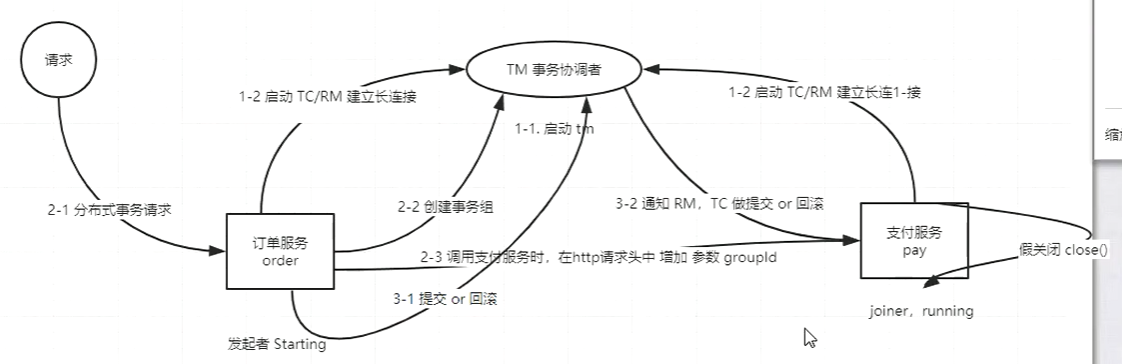 请求
TM 事务协调者
1-2 启动 TC/RM 建立长连接
1-2 启动 TC/RM 建立长连1-接
1-1. 启动 tm
缩
2-1 分布式事务请求
2-2 创建事务组
3-2 通知 RM，TC 做提交 or 回滚
订单服务
order
支付服务
pay
假关闭 close()
2-3 调用支付服务时，在http请求头中 增加 参数 groupId
3-1 提交 or 回滚
joiner，running
发起者 Starting